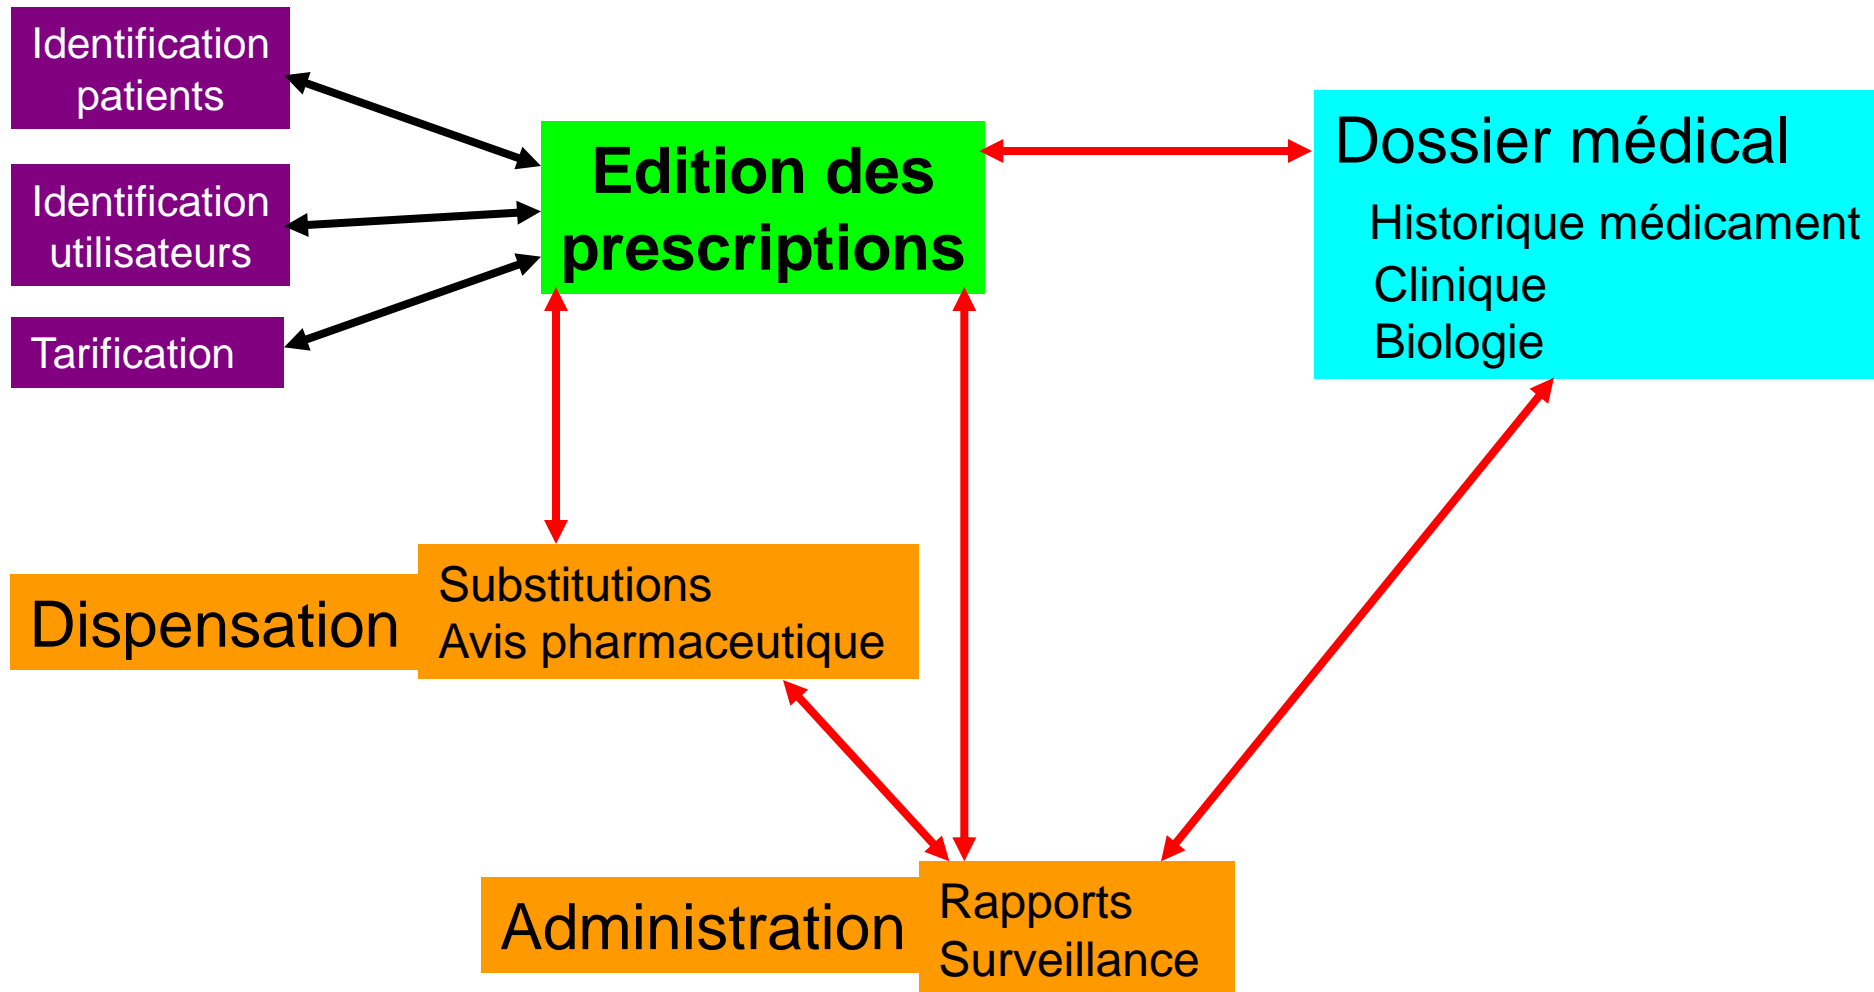 Identification
patients
Identification
utilisateurs
Tarification
Edition des
prescriptions
Dossier médical
Historique médicament
Clinique
Biologie
Dispensation
Substitutions
Avis pharmaceutique
Administration
Rapports
Surveillance